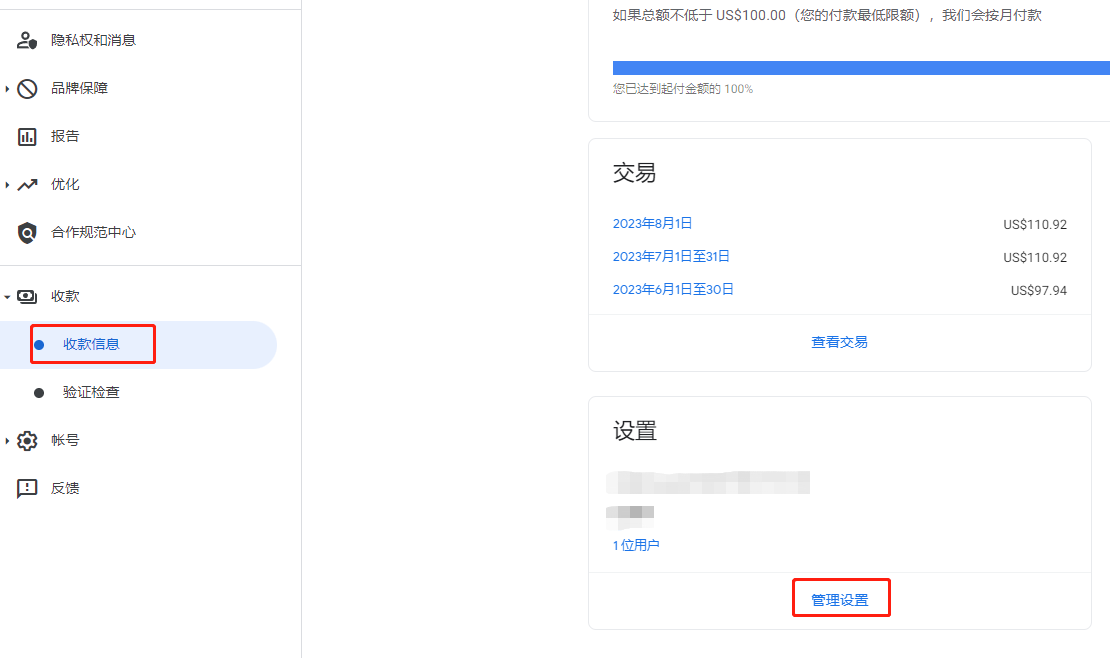 隐私权和消息
品牌保障
报告
优化
合作规范中心
收款
收款信息
验证检查
帐号
反馈
如果总额不低于 US$100.00（您的付款最低限额），我们会按月付款
您已达到起付金额的 100%
交易
2023年8月1日 US$110.92
2023年7月1日至31日 US$110.92
2023年6月1日至30日 US$97.94
查看交易
设置
1 位用户
管理设置